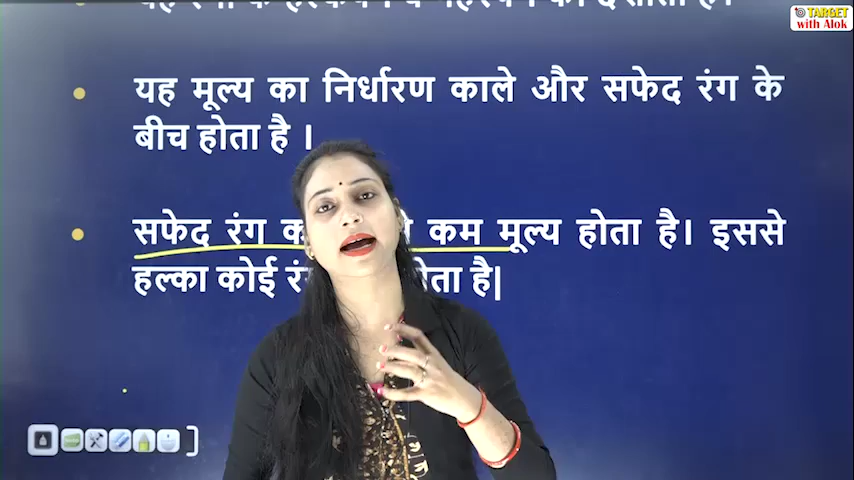 TARGET
with Alok
यह मूल्य का निर्धारण काले और सफेद रंग के
बीच होता है ।
सफेद रंग कम मूल्य होता है। इससे
हल्का कोई होता है|